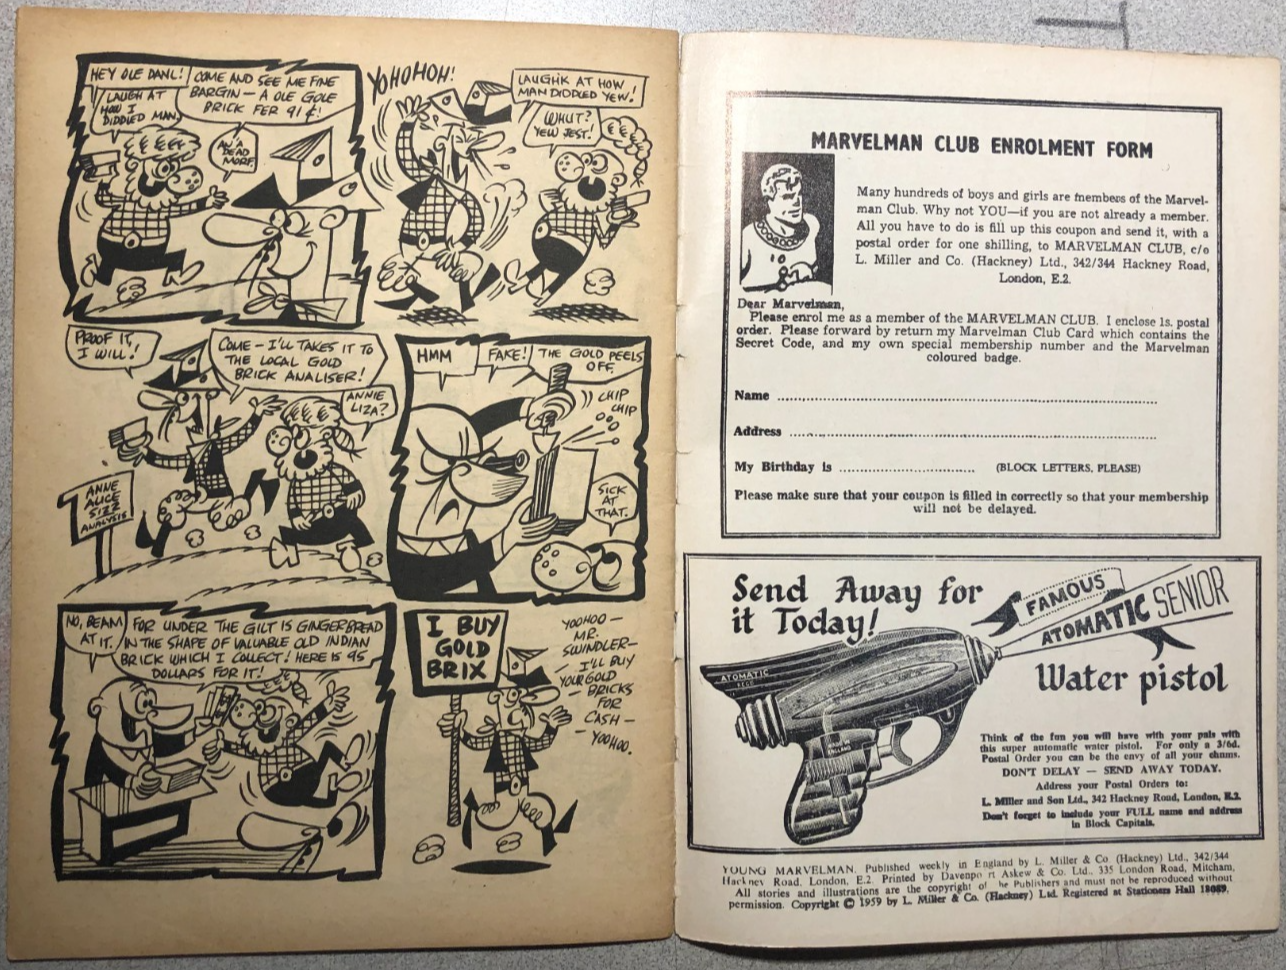 HEY OLE DANL!
LAUGH AT
HOW I
DIDDLED MAN.
COME AND SEE ME FINE
BARGIN — A OLE GOLE
BRICK FER 91¢!
AN' A
DEAD
MORE.
YOHOHOH!
LAUGHK AT HOW
MAN DIDDLED YEW!
WHUT?
YEW JEST!
PROOF IT,
I WILL!
COME — I'LL TAKES IT TO
THE LOCAL GOLD
BRICK ANALISER!
ANNIE
LIZA?
ANNE
ALICE
SIZZ
ANALYSIS
HMM
FAKE!
THE GOLD PEELS
OFF.
CHIP
CHIP
SICK
AT
THAT.
NO, BEAM
AT IT.
FOR UNDER THE GILT IS GINGERBREAD
IN THE SHAPE OF VALUABLE OLD INDIAN
BRICK WHICH I COLLECT! HERE IS 95
DOLLARS FOR IT!
I BUY
GOLD
BRIX
YOOHOO —
MR.
SWINDLER —
— I'LL BUY
YOUR GOLD
BRICKS
FOR
CASH —
— YOOHOO.
MARVELMAN CLUB ENROLMENT FORM
Many hundreds of boys and girls are members of the Marvel-
man Club. Why not YOU—if you are not already a member.
All you have to do is fill up this coupon and send it, with a
postal order for one shilling, to MARVELMAN CLUB, c/o
L. Miller and Co. (Hackney) Ltd., 342/344 Hackney Road,
London, E.2.
Dear Marvelman,
Please enrol me as a member of the MARVELMAN CLUB. I enclose 1s. postal
order. Please forward by return my Marvelman Club Card which contains the
Secret Code, and my own special membership number and the Marvelman
coloured badge.
Name
Address
My Birthday is (BLOCK LETTERS, PLEASE)
Please make sure that your coupon is filled in correctly so that your membership
will not be delayed.
Send Away for
it Today!
FAMOUS
ATOMATIC SENIOR
Water pistol
ATOMATIC
MADE IN
ENGLAND
Think of the fun you will have with your pals with
this super automatic water pistol. For only a 3/6d.
Postal Order you can be the envy of all your chums.
DON'T DELAY — SEND AWAY TODAY.
Address your Postal Orders to:
L. Miller and Son Ltd., 342 Hackney Road, London, E.2.
Don't forget to include your FULL name and address
in Block Capitals.
YOUNG MARVELMAN. Published weekly in England by L. Miller & Co (Hackney) Ltd., 342/344
Hackney Road, London, E.2. Printed by Davenport Askew & Co. Ltd., 335 London Road, Mitcham,
All stories and illustrations are the copyright of the Publishers and must not be reproduced without
permission. Copyright © 1959 by L. Miller & Co. (Hackney) Ltd. Registered at Stationers Hall